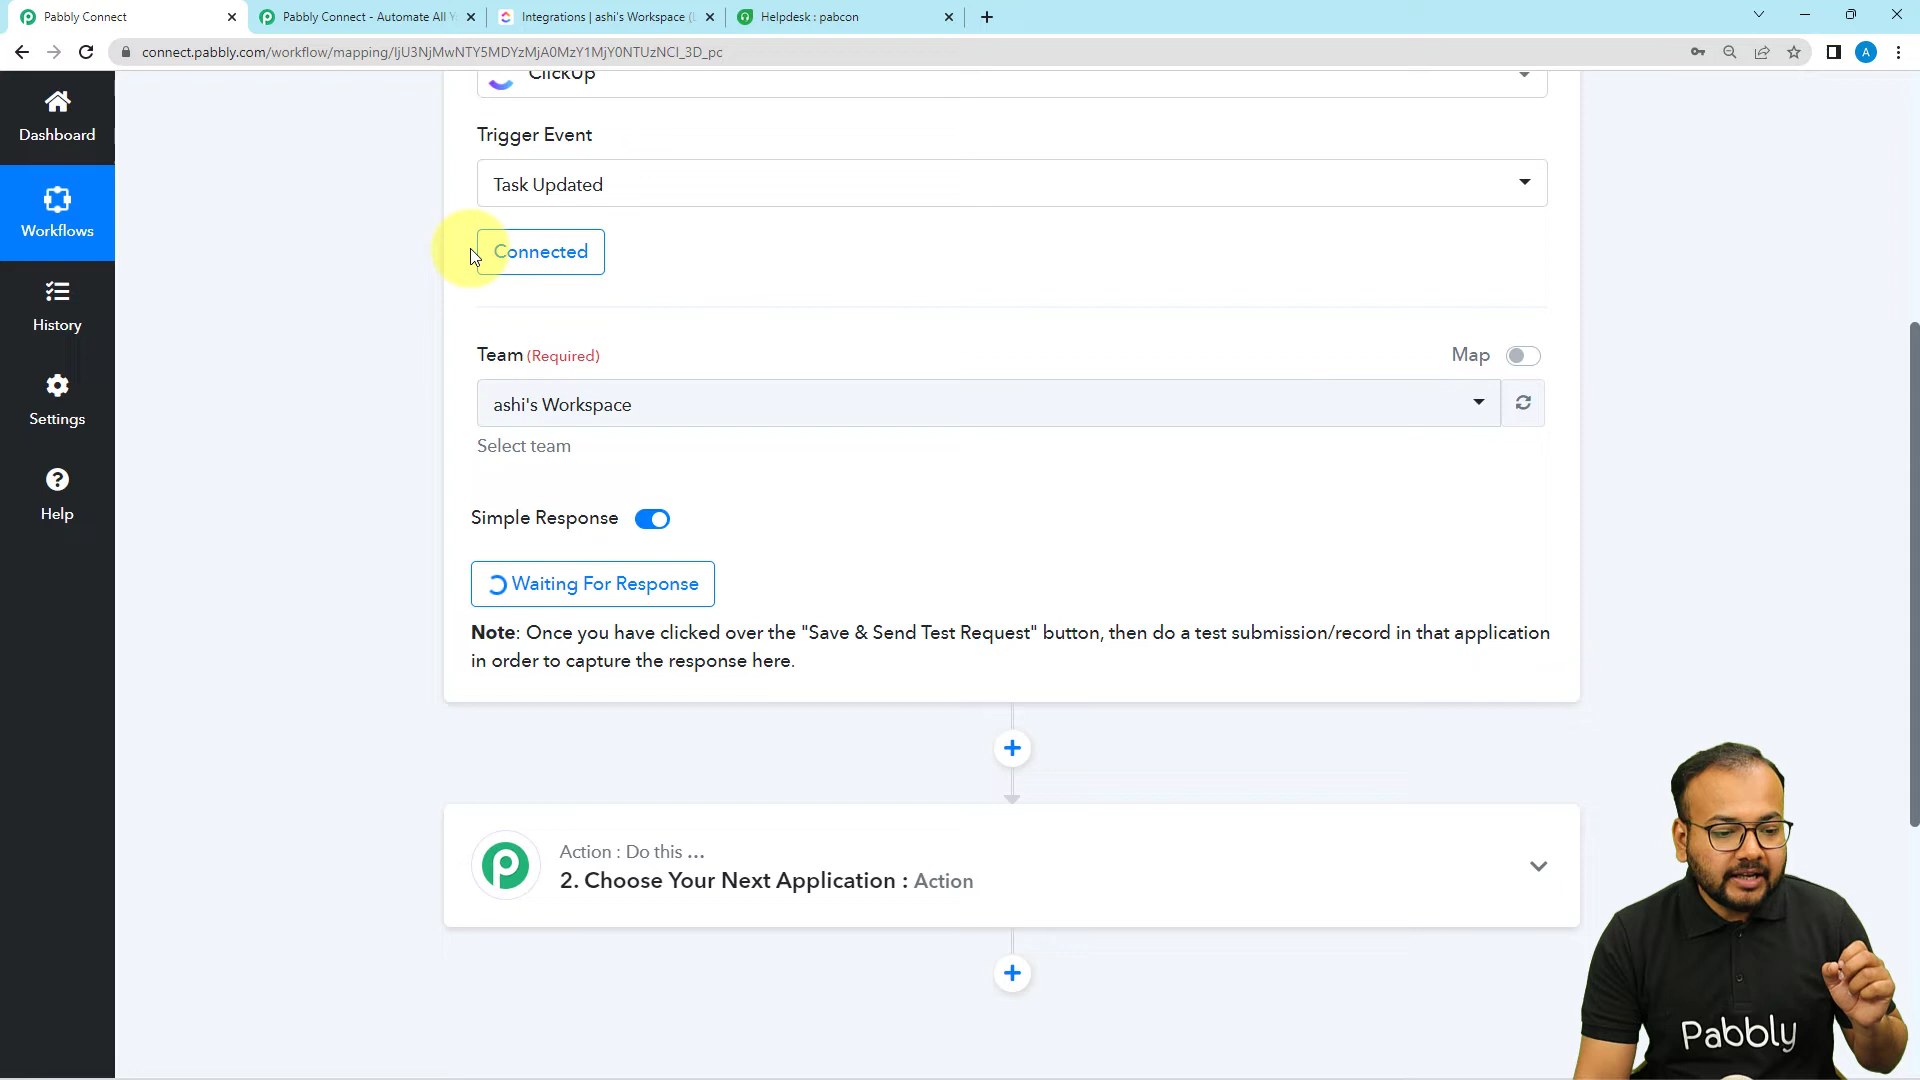 Pabbly Connect
Pabbly Connect - Automate All Y
Integrations | ashi's Workspace (
Helpdesk : pabcon
connect.pabbly.com/workflow/mapping/IjU3NjMwNTY5MDYzMjA0MzY1MjY0NTUzNCI_3D_pc
A
Dashboard
Workflows
History
Settings
Help
ClickUp
Trigger Event
Task Updated
Connected
Team (Required)
Map
ashi's Workspace
Select team
Simple Response
Waiting For Response
Note: Once you have clicked over the "Save & Send Test Request" button, then do a test submission/record in that application
in order to capture the response here.
Action : Do this ...
2. Choose Your Next Application : Action
Pabbly